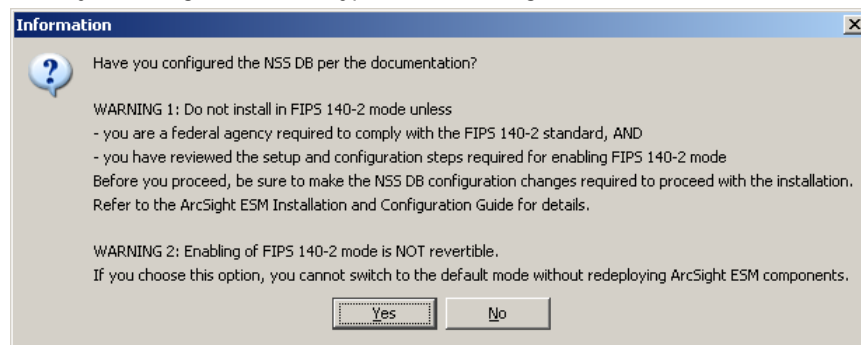 Information
Have you configured the NSS DB per the documentation?
WARNING 1: Do not install in FIPS 140-2 mode unless
- you are a federal agency required to comply with the FIPS 140-2 standard, AND
- you have reviewed the setup and configuration steps required for enabling FIPS 140-2 mode
Before you proceed, be sure to make the NSS DB configuration changes required to proceed with the installation.
Refer to the ArcSight ESM Installation and Configuration Guide for details.
WARNING 2: Enabling of FIPS 140-2 mode is NOT revertible.
If you choose this option, you cannot switch to the default mode without redeploying ArcSight ESM components.
Yes No